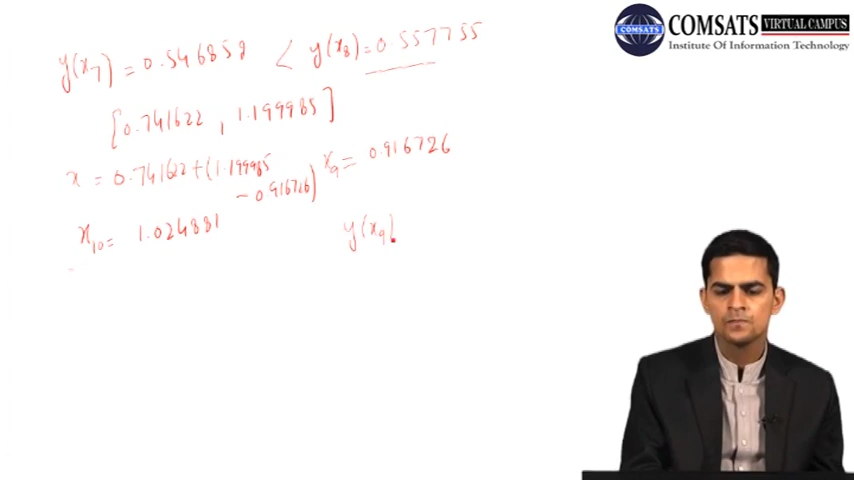 COMSATS VIRTUAL CAMPUS
Institute Of Information Technology
y(x7) = 0.546858 < y(x8) = 0.557755
[0.741622 , 1.199985]
x = 0.741622 + (1.199985 - 0.916726) x9 = 0.916726
x10 = 1.024881
y(x9)